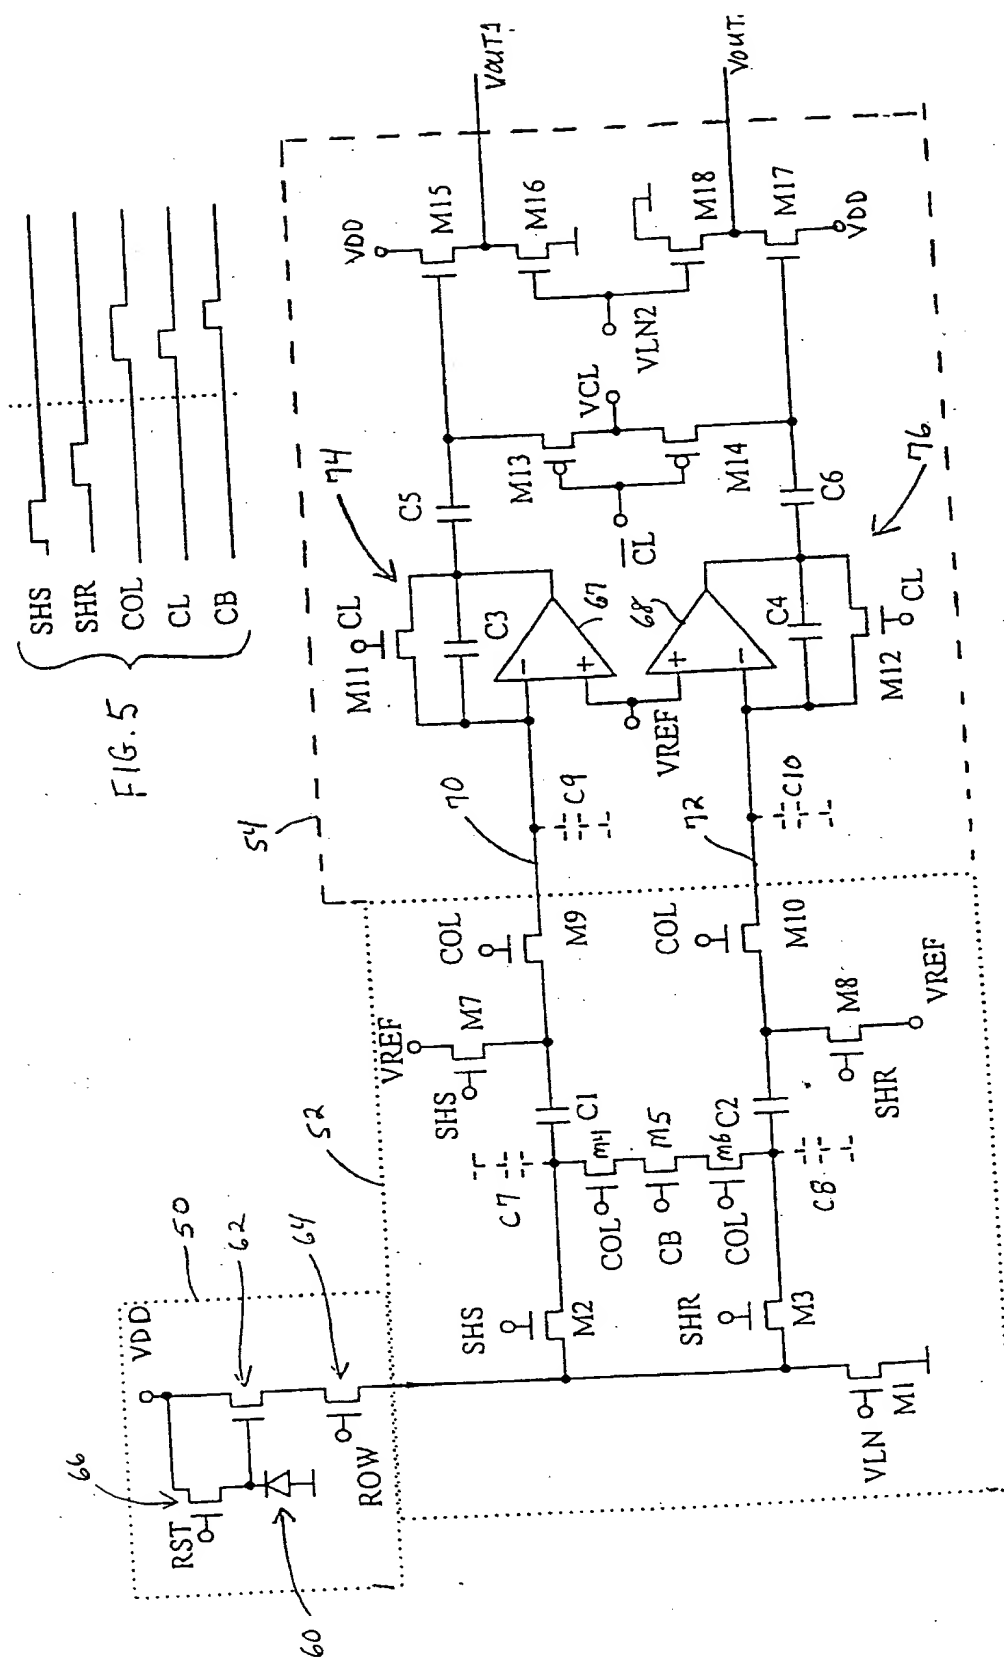 SHS
SHR
COL
CL
CB
FIG. 5
54
74
VOUT1
VDD
M15
M16
M11
CL
C3
C5
67
M13
VCL
VLN2
CL
M14
M18
VOUT.
M17
VDD
68
VREF
C4
C6
76
M12
CL
70
C9
72
C10
52
COL
M9
COL
M10
VREF
SHS
M7
C1
C7
M4
COL
M5
CB
M6
COL
C2
C8
M8
SHR
VREF
SHS
M2
SHR
M3
VLN
M1
50
VDD
62
64
66
RST
ROW
60